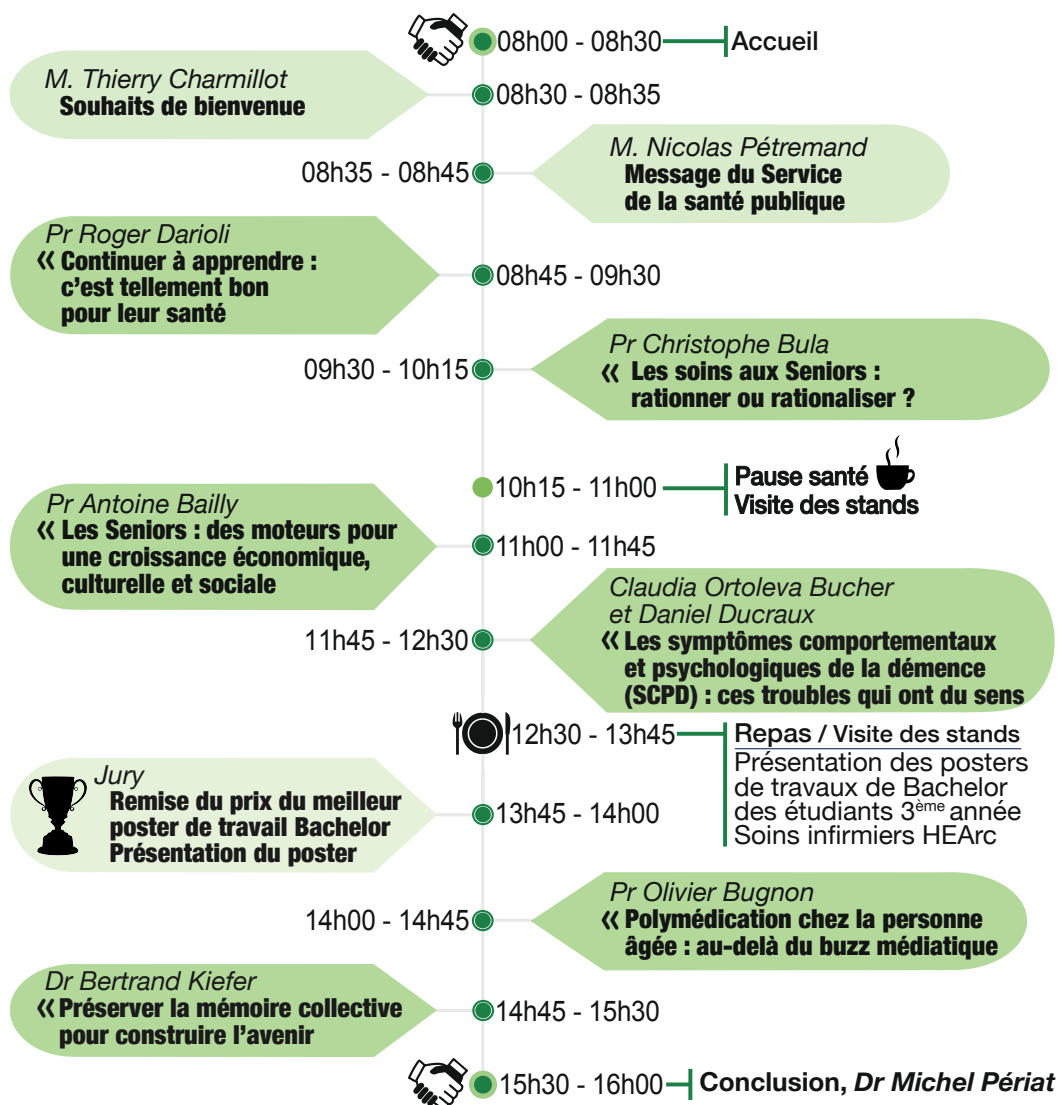 08h00 - 08h30
Accueil
M. Thierry Charmillot
Souhaits de bienvenue
08h30 - 08h35
08h35 - 08h45
M. Nicolas Pétremand
Message du Service
de la santé publique
Pr Roger Darioli
« Continuer à apprendre :
c'est tellement bon
pour leur santé
08h45 - 09h30
09h30 - 10h15
Pr Christophe Bula
« Les soins aux Seniors :
rationner ou rationaliser ?
10h15 - 11h00
Pause santé
Visite des stands
Pr Antoine Bailly
« Les Seniors : des moteurs pour
une croissance économique,
culturelle et sociale
11h00 - 11h45
11h45 - 12h30
Claudia Ortoleva Bucher
et Daniel Ducraux
« Les symptômes comportementaux
et psychologiques de la démence
(SCPD) : ces troubles qui ont du sens
12h30 - 13h45
Repas / Visite des stands
Présentation des posters
de travaux de Bachelor
des étudiants 3ème année
Soins infirmiers HEArc
Jury
Remise du prix du meilleur
poster de travail Bachelor
Présentation du poster
13h45 - 14h00
14h00 - 14h45
Pr Olivier Bugnon
« Polymédication chez la personne
âgée : au-delà du buzz médiatique
Dr Bertrand Kiefer
« Préserver la mémoire collective
pour construire l'avenir
14h45 - 15h30
15h30 - 16h00
Conclusion, Dr Michel Périat